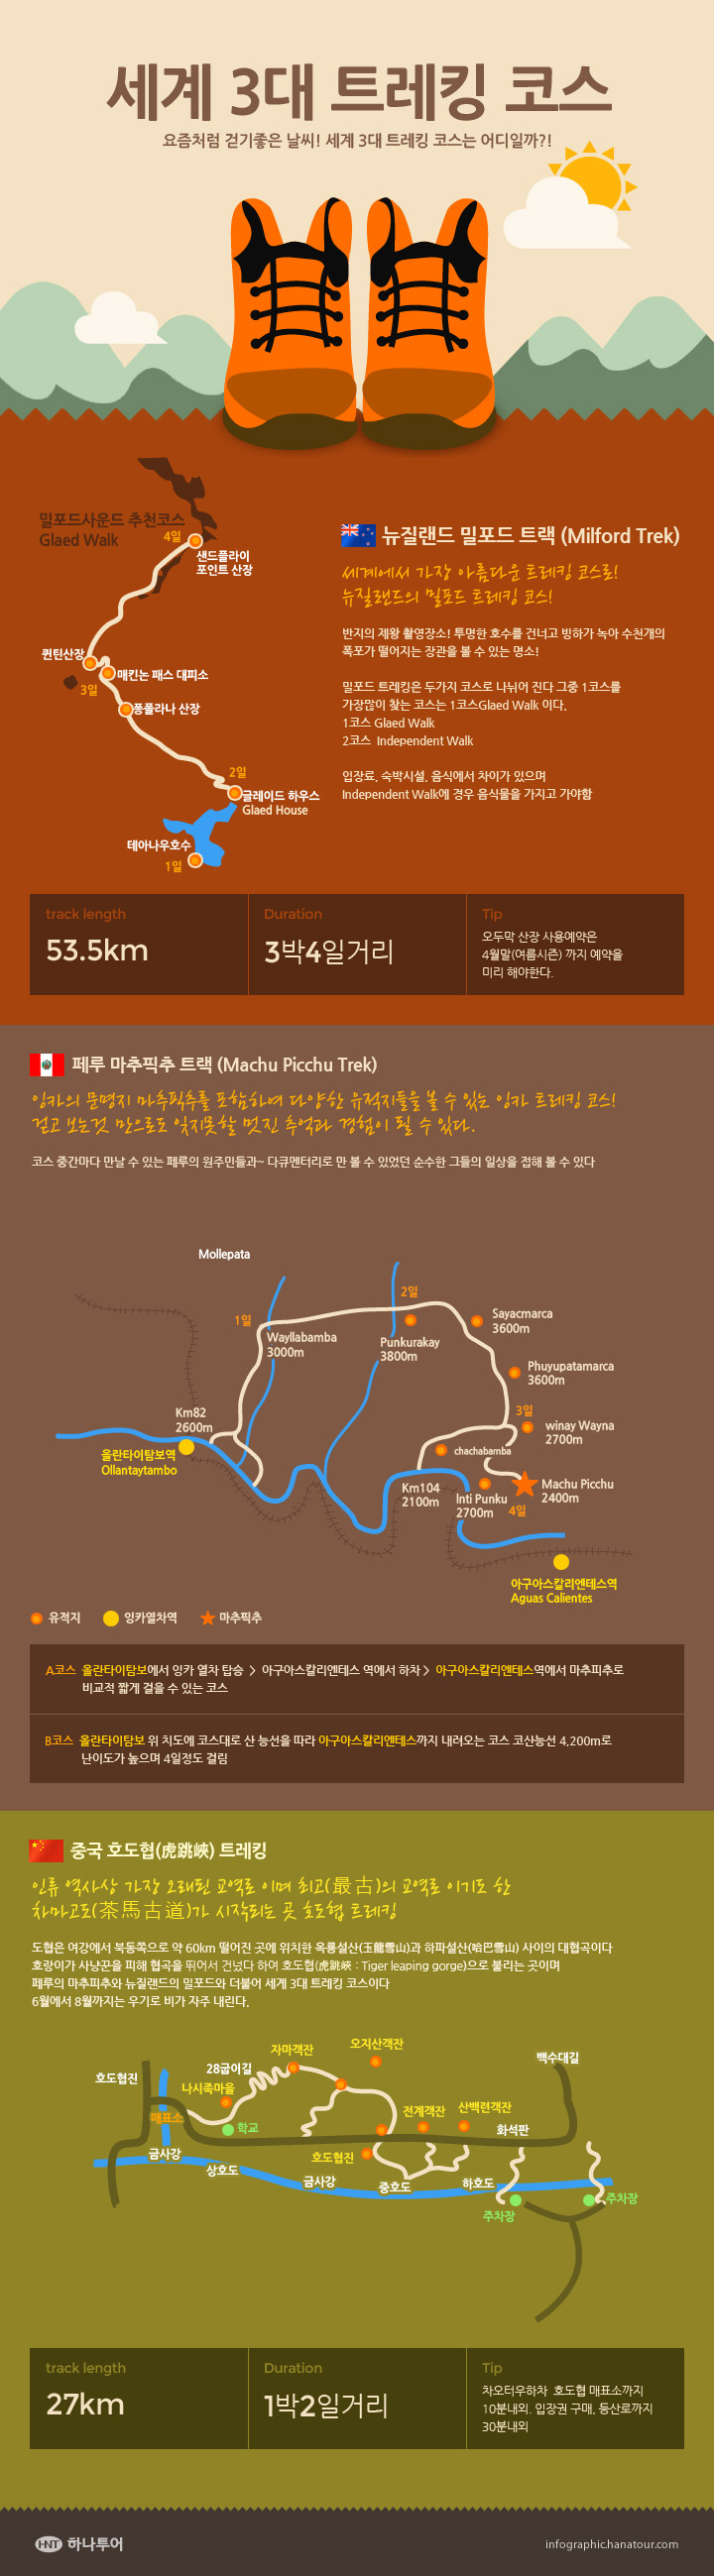 세계 3대 트레킹 코스
요즘처럼 걷기좋은 날씨! 세계 3대 트레킹 코스는 어디일까?!
밀포드사운드 추천코스
Glaed Walk
4일
샌드플라이
포인트 산장
퀸틴산장
매킨논 패스 대피소
3일
퐁폴라나 산장
2일
글레이드 하우스
Glaed House
테아나우호수
1일
뉴질랜드 밀포드 트랙 (Milford Trek)
세계에서 가장 아름다운 트레킹 코스로!
뉴질랜드의 밀포드 트레킹 코스!
반지의 제왕 촬영장소! 투명한 호수를 건너고 빙하가 녹아 수천개의
폭포가 떨어지는 장관을 볼 수 있는 명소!
밀포드 트레킹은 두가지 코스로 나뉘어 진다 그중 1코스를
가장많이 찾는 코스는 1코스Glaed Walk 이다.
1코스 Glaed Walk
2코스 Independent Walk
입장료, 숙박시설, 음식에서 차이가 있으며
Independent Walk에 경우 음식물을 가지고 가야함
track length
53.5km
Duration
3박4일거리
Tip
오두막 산장 사용예약은
4월말(여름시즌) 까지 예약을
미리 해야한다.
페루 마추픽추 트랙 (Machu Picchu Trek)
잉카의 문명지 마추픽추를 포함하여 다양한 유적지들을 볼 수 있는 잉카 트레킹 코스!
걷고 보는것 만으로도 잊지못할 멋진 추억과 경험이 될 수 있다.
코스 중간마다 만날 수 있는 페루의 원주민들과~ 다큐멘터리로 만 볼 수 있었던 순수한 그들의 일상을 접해 볼 수 있다
Mollepata
1일
2일
Wayllabamba
3000m
Punkurakay
3800m
Sayacmarca
3600m
Phuyupatamarca
3600m
3일
winay Wayna
2700m
Km82
2600m
올란타이탐보역
Ollantaytambo
chachabamba
Km104
2100m
Inti Punku
2700m
4일
Machu Picchu
2400m
아구아스칼리엔테스역
Aguas Calientes
유적지
잉카열차역
마추픽추
A코스 올란타이탐보에서 잉카 열차 탑승 > 아구아스칼리엔테스 역에서 하차 > 아구아스칼리엔테스역에서 마추피추로
비교적 짧게 걸을 수 있는 코스
B코스 올란타이탐보 위 치도에 코스대로 산 능선을 따라 아구아스칼리엔테스까지 내려오는 코스 코산능선 4,200m로
난이도가 높으며 4일정도 걸림
중국 호도협(虎跳峽) 트레킹
인류 역사상 가장 오래된 교역로 이며 최고(最古)의 교역로 이기도 한
차마고도(茶馬古道)가 시작되는 곳 호도협 트레킹
도협은 여강에서 북동쪽으로 약 60km 떨어진 곳에 위치한 옥룡설산(玉龍雪山)과 하파설산(哈巴雪山) 사이의 대협곡이다
호랑이가 사냥꾼을 피해 협곡을 뛰어서 건넜다 하여 호도협(虎跳峽 : Tiger leaping gorge)으로 불리는 곳이며
페루의 마추피추와 뉴질랜드의 밀포드와 더불어 세계 3대 트레킹 코스이다
6월에서 8월까지는 우기로 비가 자주 내린다.
호도협진
나시족마을
28굽이길
자마객잔
오지산객잔
백수대길
매표소
학교
전계객잔
산백련객잔
화석판
금사강
상호도
호도협진
금사강
중호도
하호도
주차장
주차장
track length
27km
Duration
1박2일거리
Tip
차오터우하차 호도협 매표소까지
10분내외. 입장권 구매, 등산로까지
30분내외
HNT 하나투어
infographic.hanatour.com